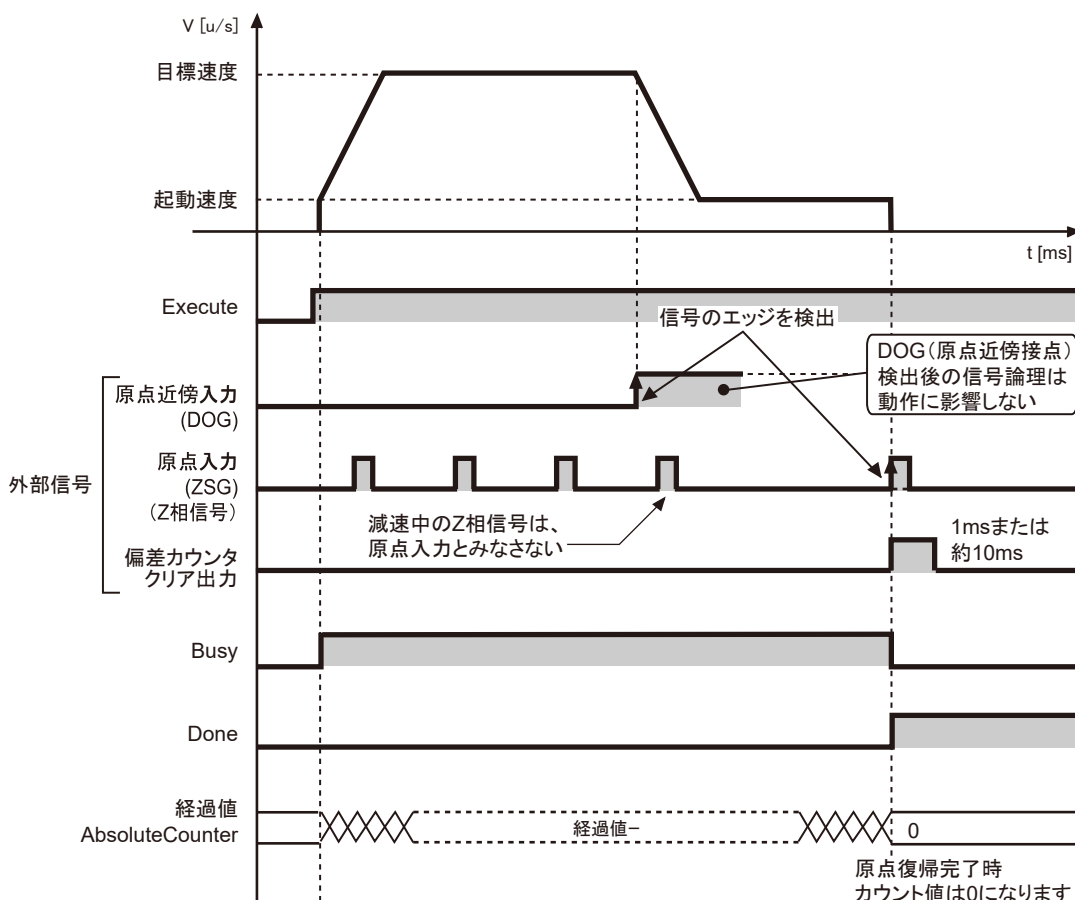 V [u/s]
目標速度
起動速度
t [ms]
Execute
信号のエッジを検出
DOG（原点近傍接点）
検出後の信号論理は
動作に影響しない
原点近傍入力
(DOG)
外部信号
原点入力
(ZSG)
（Z相信号）
減速中のZ相信号は、
原点入力とみなさない
1msまたは
約10ms
偏差カウンタ
クリア出力
Busy
Done
経過値
AbsoluteCounter
経過値−
0
原点復帰完了時
カウント値は0になります